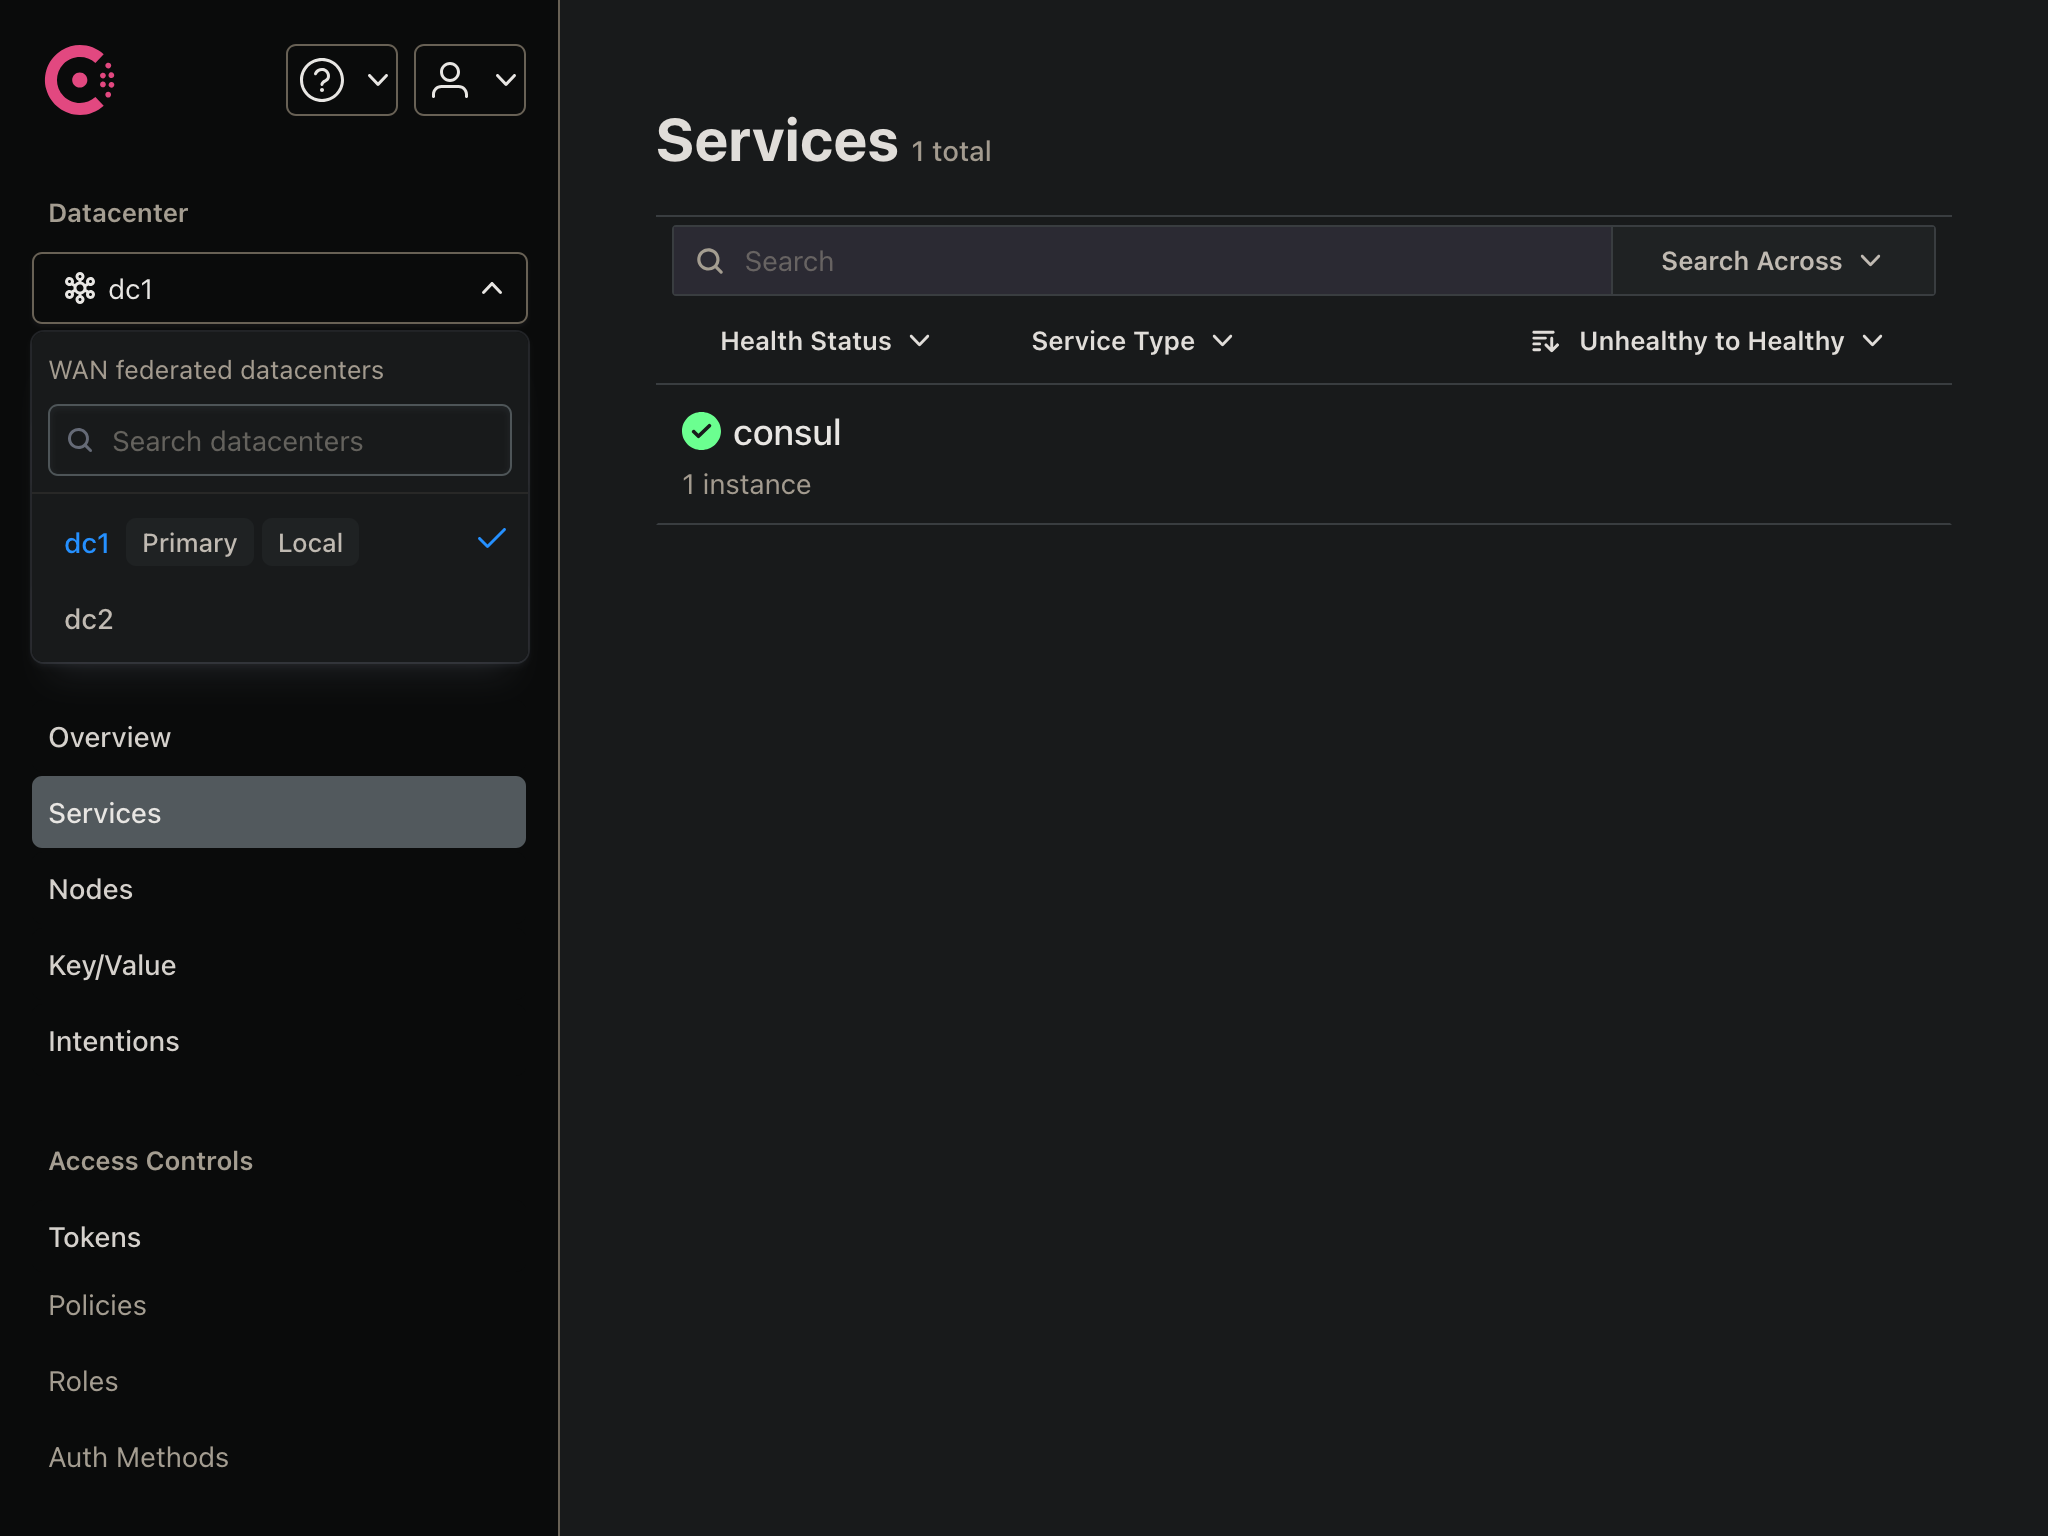 Datacenter
dc1
WAN federated datacenters
Search datacenters
dc1 Primary Local
dc2
Overview
Services
Nodes
Key/Value
Intentions
Access Controls
Tokens
Policies
Roles
Auth Methods
Services 1 total
Search Search Across
Health Status Service Type Unhealthy to Healthy
consul
1 instance